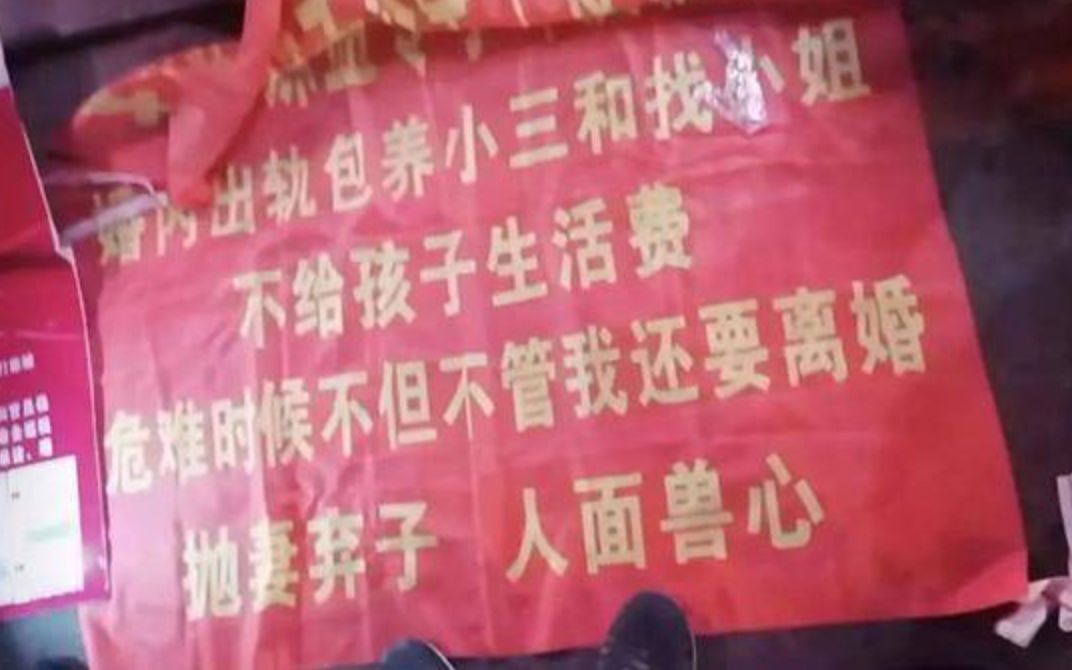 婚内出轨包养小三和找小姐
不给孩子生活费
危难时候不但不管我还要离婚
抛妻弃子 人面兽心